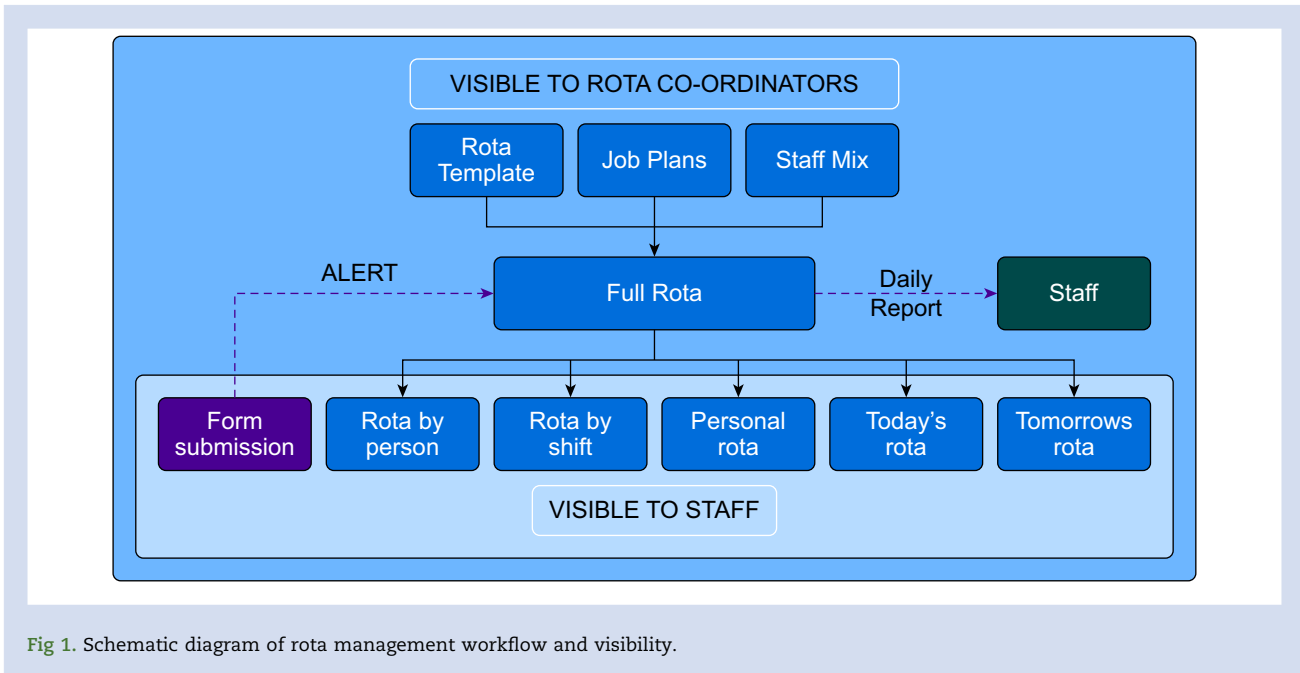 VISIBLE TO ROTA CO-ORDINATORS
Rota
Template
Job Plans
Staff Mix
ALERT
Full Rota
Daily
Report
Staff
Form
submission
Rota by
person
Rota by
shift
Personal
rota
Today's
rota
Tomorrows
rota
VISIBLE TO STAFF
Fig 1. Schematic diagram of rota management workflow and visibility.